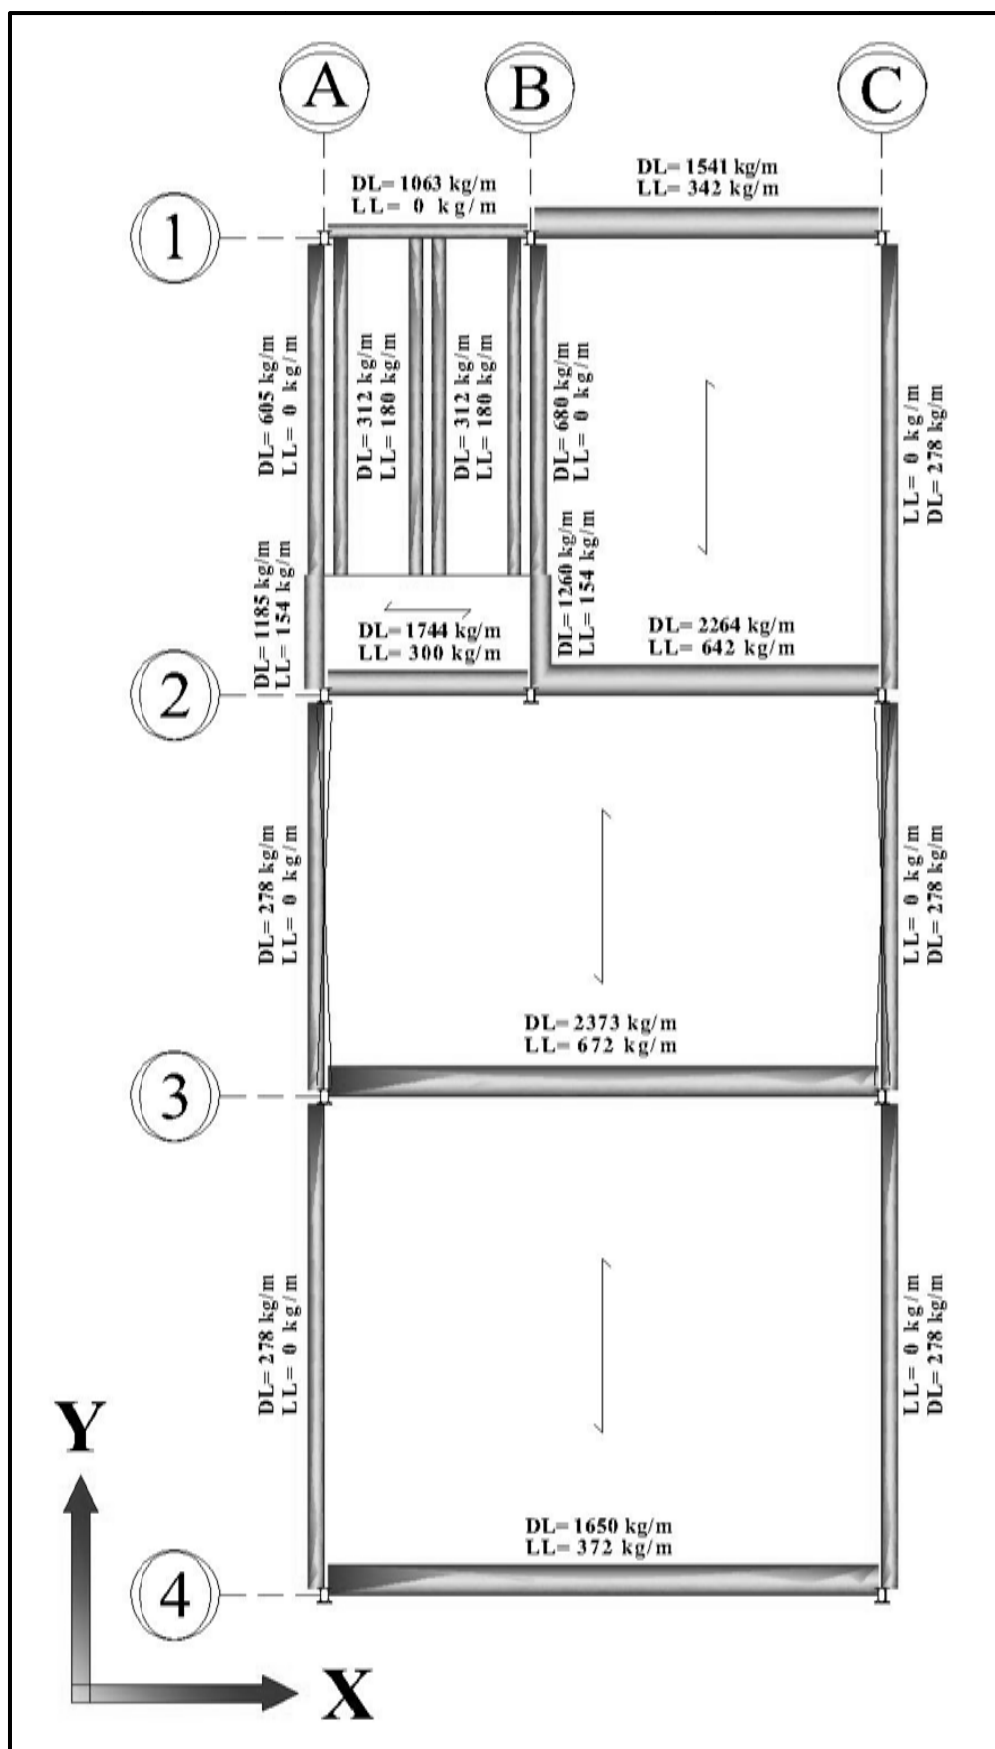 A
B
C
DL= 1063 kg/m
LL= 0 kg/m
DL= 1541 kg/m
LL= 342 kg/m
1
DL= 605 kg/m
LL= 0 kg/m
DL= 312 kg/m
LL= 180 kg/m
DL= 312 kg/m
LL= 180 kg/m
DL= 680 kg/m
LL= 0 kg/m
LL= 0 kg/m
DL= 278 kg/m
DL= 1185 kg/m
LL= 154 kg/m
DL= 1744 kg/m
LL= 300 kg/m
DL= 1260 kg/m
LL= 154 kg/m
DL= 2264 kg/m
LL= 642 kg/m
2
DL= 278 kg/m
LL= 0 kg/m
LL= 0 kg/m
DL= 278 kg/m
DL= 2373 kg/m
LL= 672 kg/m
3
DL= 278 kg/m
LL= 0 kg/m
LL= 0 kg/m
DL= 278 kg/m
Y
DL= 1650 kg/m
LL= 372 kg/m
4
X